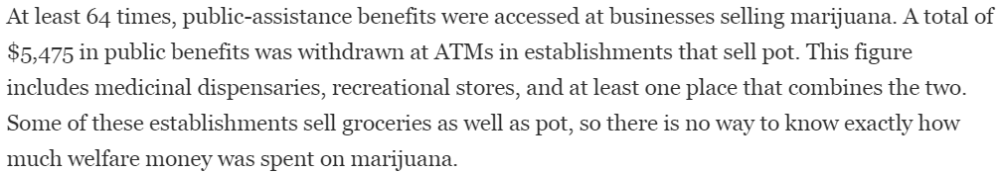 At least 64 times, public-assistance benefits were accessed at businesses selling marijuana. A total of
$5,475 in public benefits was withdrawn at ATMs in establishments that sell pot. This figure
includes medicinal dispensaries, recreational stores, and at least one place that combines the two.
Some of these establishments sell groceries as well as pot, so there is no way to know exactly how
much welfare money was spent on marijuana.